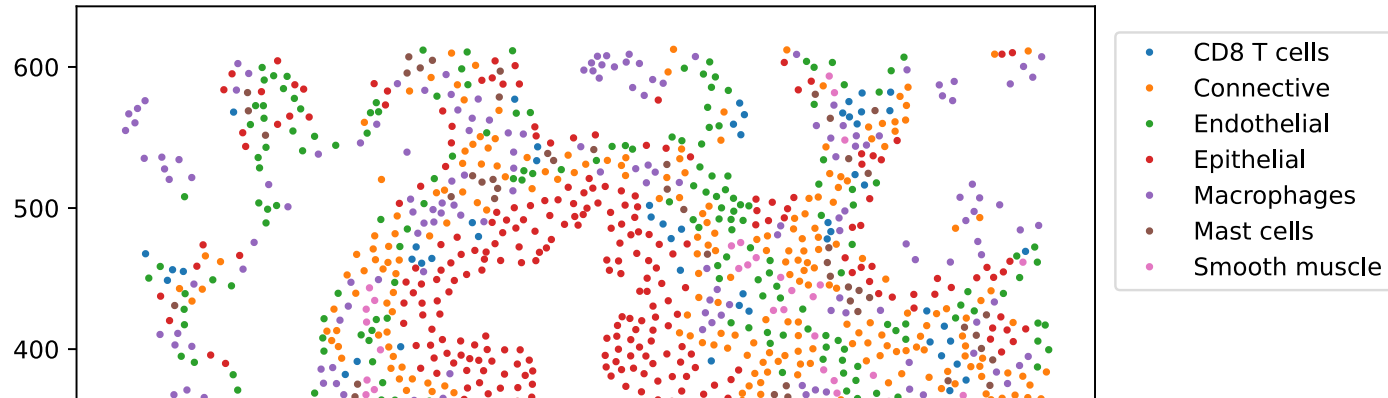 600
500
400
CD8 T cells
Connective
Endothelial
Epithelial
Macrophages
Mast cells
Smooth muscle